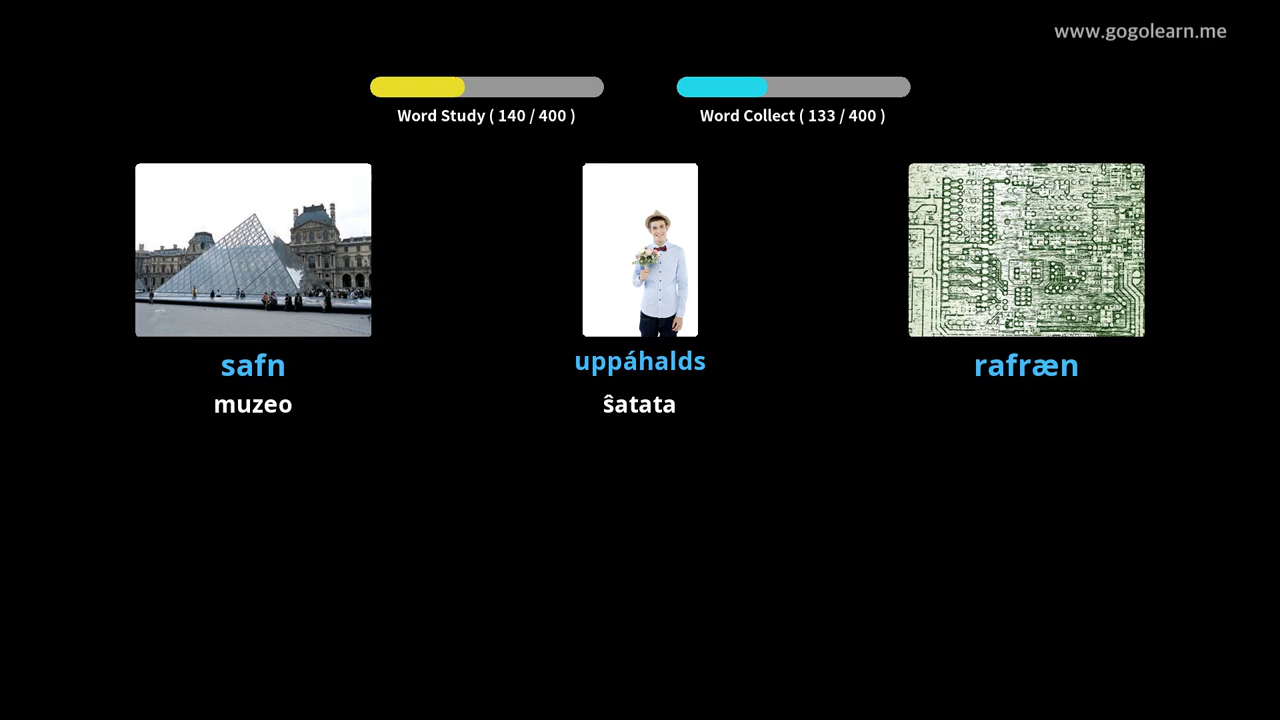 www.gogolearn.me
Word Study ( 140 / 400 )
Word Collect ( 133 / 400 )
safn
uppáhalds
rafræn
muzeo
ŝatata